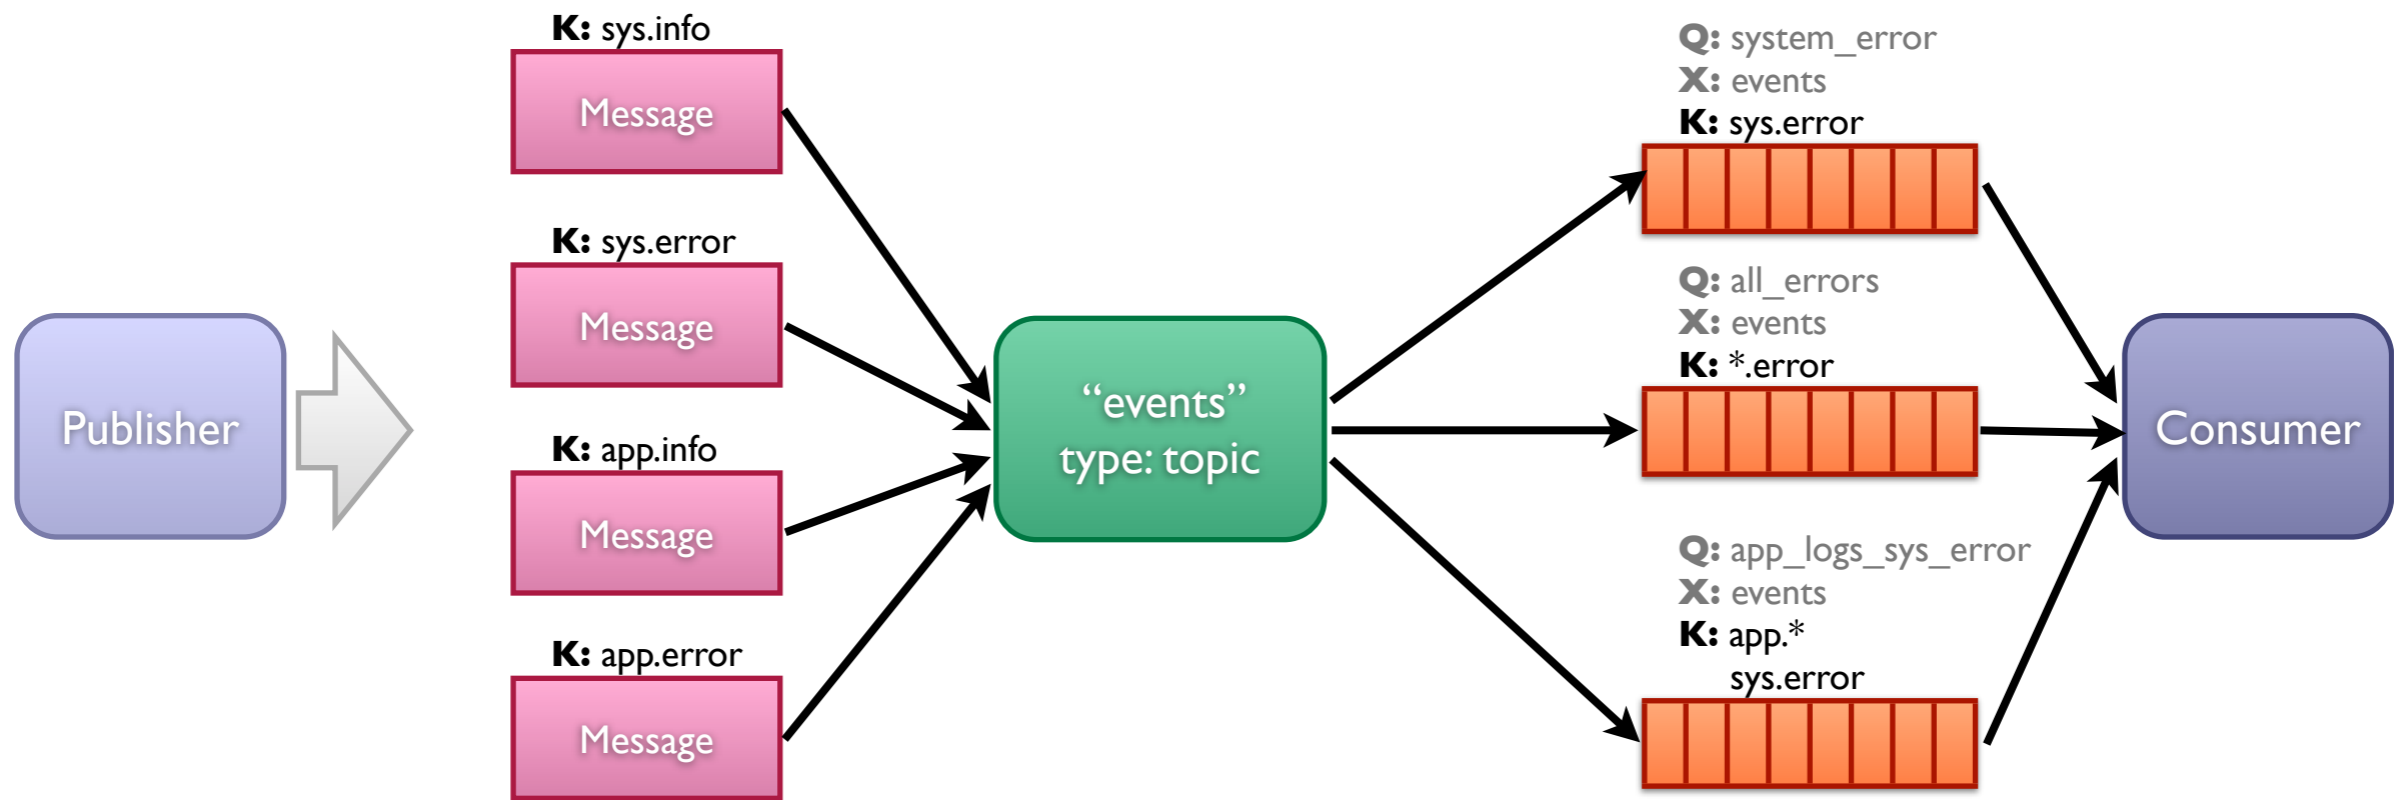 Publisher
K: sys.info
Message
K: sys.error
Message
K: app.info
Message
K: app.error
Message
“events”
type: topic
Q: system_error
X: events
K: sys.error
Q: all_errors
X: events
K: *.error
Q: app_logs_sys_error
X: events
K: app.*
sys.error
Consumer